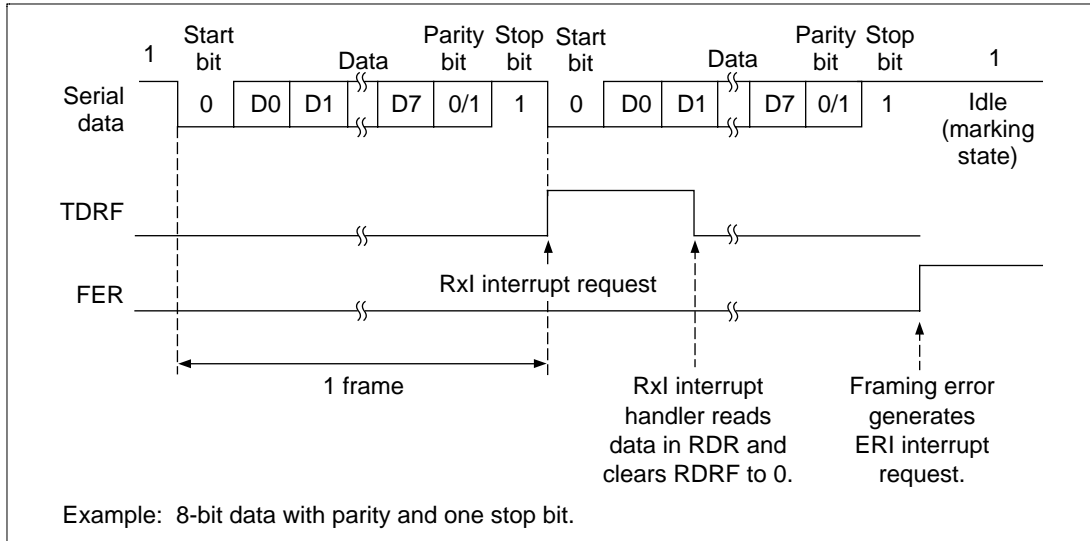 1 Start bit Data Parity bit Stop bit Start bit Data Parity bit Stop bit 1
Serial data 0 D0 D1 D7 0/1 1 0 D0 D1 D7 0/1 1 Idle (marking state)
TDRF
RxI interrupt request
FER
1 frame
RxI interrupt
handler reads
data in RDR and
clears RDRF to 0.
Framing error
generates
ERI interrupt
request.
Example: 8-bit data with parity and one stop bit.